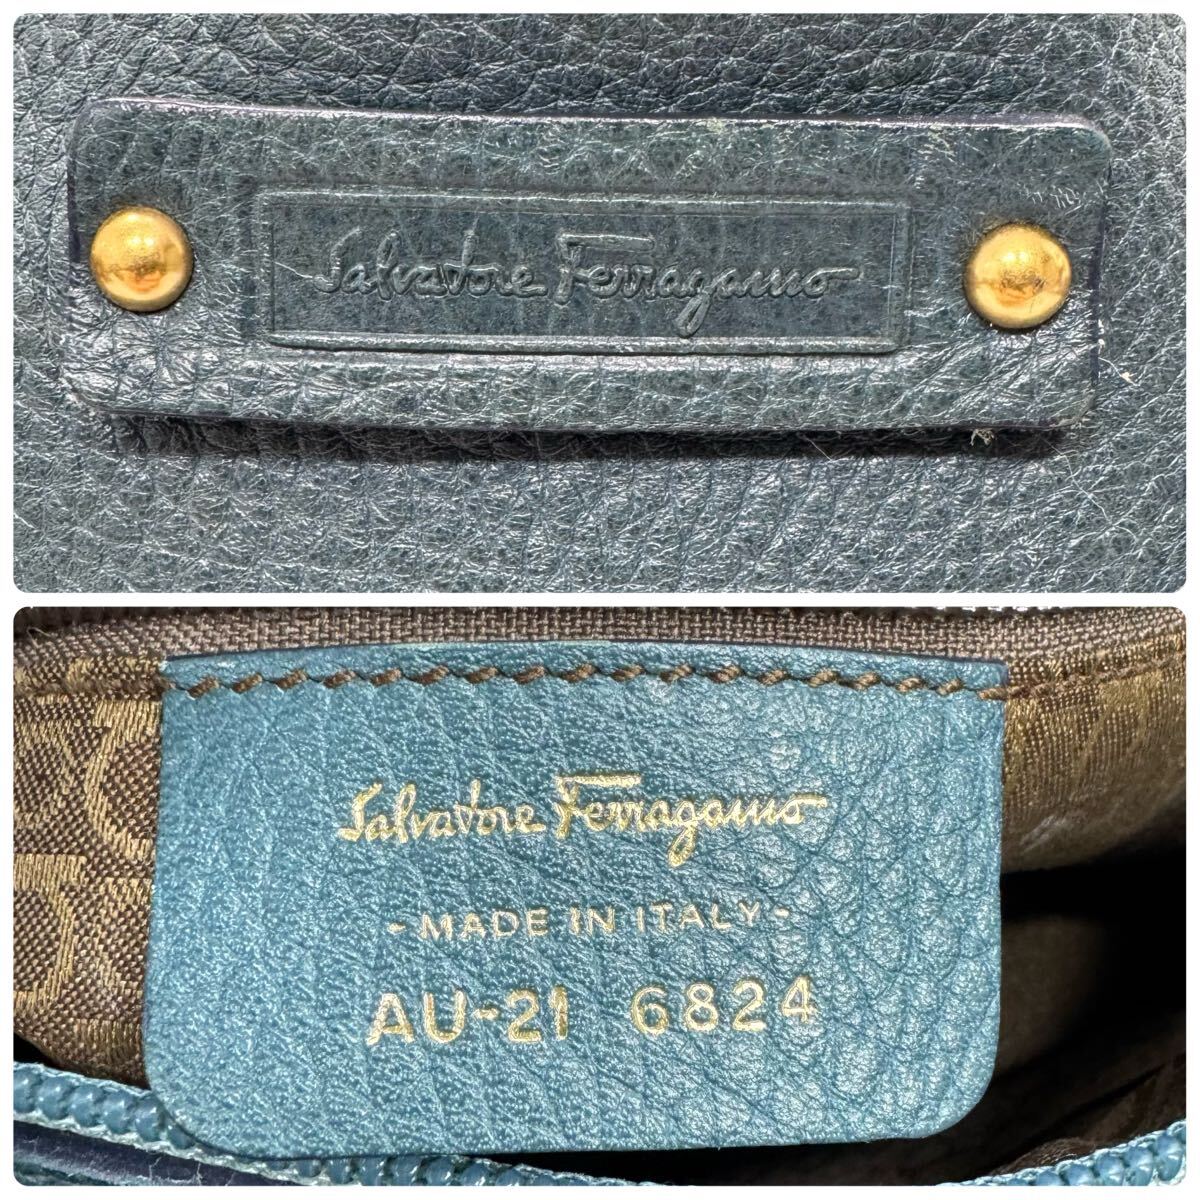 Salvatore Ferragamo
Salvatore Ferragamo
- MADE IN ITALY -
AU-21 6824